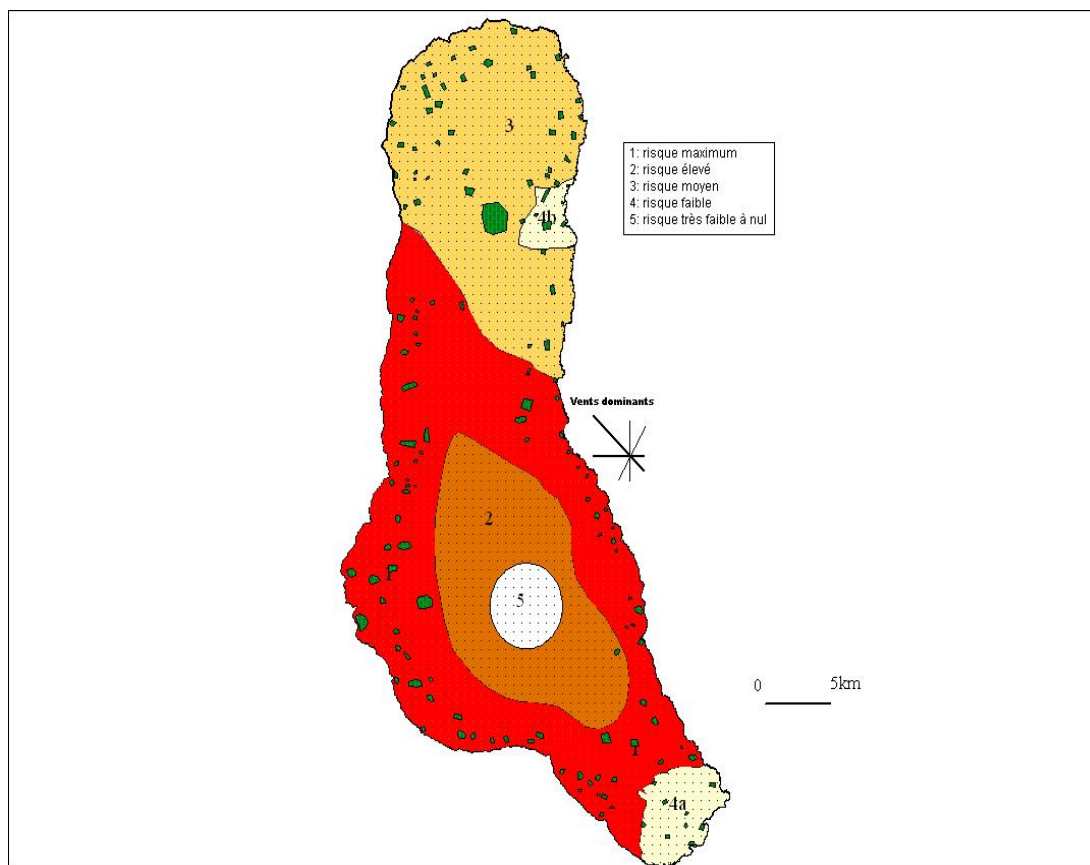 3
1: risque maximum
2: risque élevé
3: risque moyen
4: risque faible
5: risque très faible à nul
4b
Vents dominants
2
1
5
0 5km
1
4a